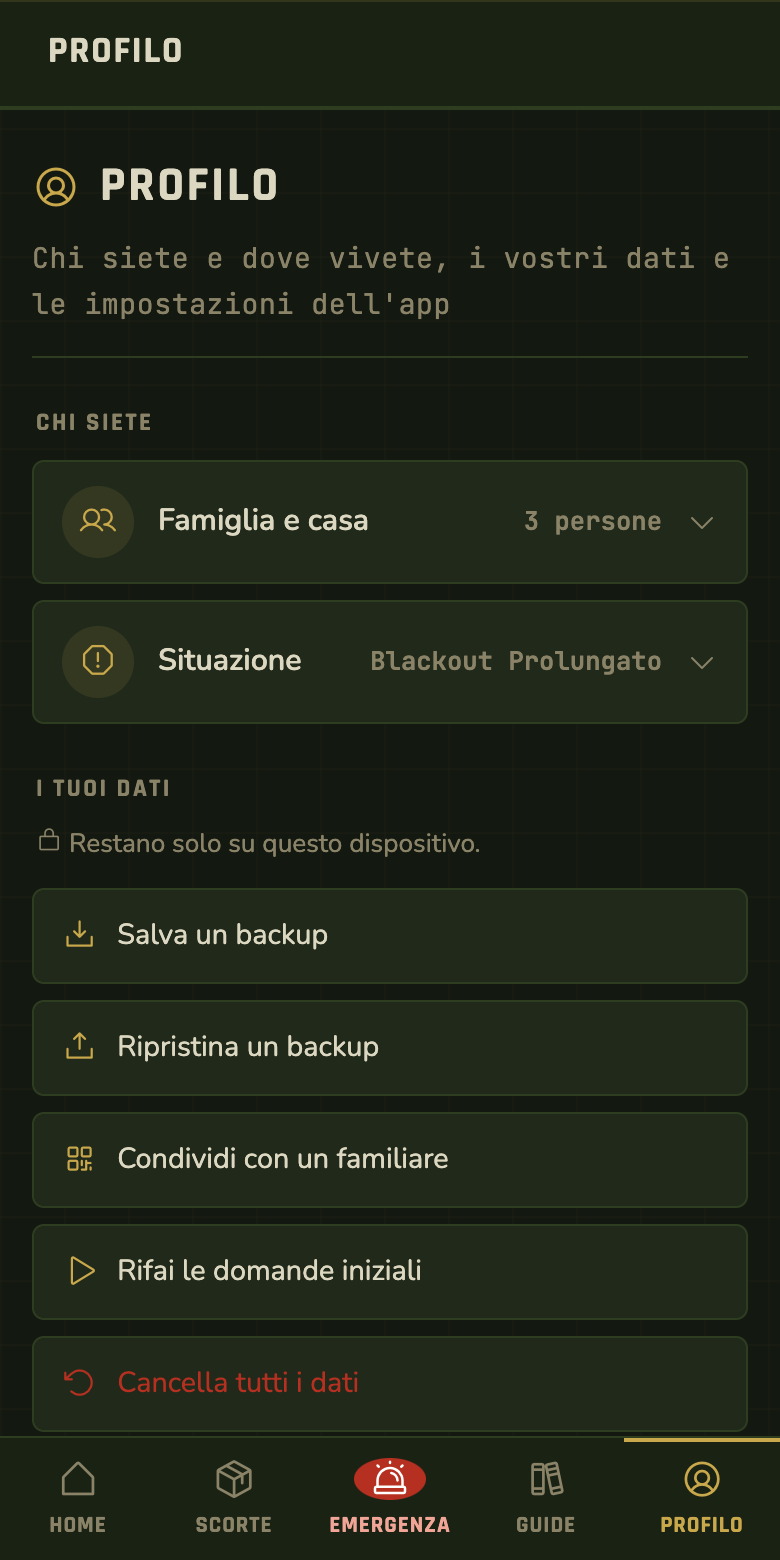 PROFILO
PROFILO
Chi siete e dove vivete, i vostri dati e
le impostazioni dell'app
CHI SIETE
Famiglia e casa 3 persone
Situazione Blackout Prolungato
I TUOI DATI
Restano solo su questo dispositivo.
Salva un backup
Ripristina un backup
Condividi con un familiare
Rifai le domande iniziali
Cancella tutti i dati
HOME SCORTE EMERGENZA GUIDE PROFILO